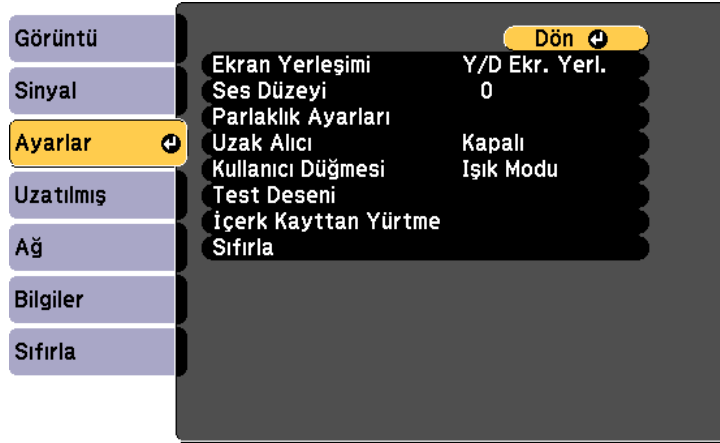 Görüntü
Sinyal
Ayarlar
Uzatılmış
Ağ
Bilgiler
Sıfırla
Dön
Ekran Yerleşimi Y/D Ekr. Yerl.
Ses Düzeyi 0
Parlaklık Ayarları
Uzak Alıcı Kapalı
Kullanıcı Düğmesi Işık Modu
Test Deseni
İçerk Kayttan Yürtme
Sıfırla